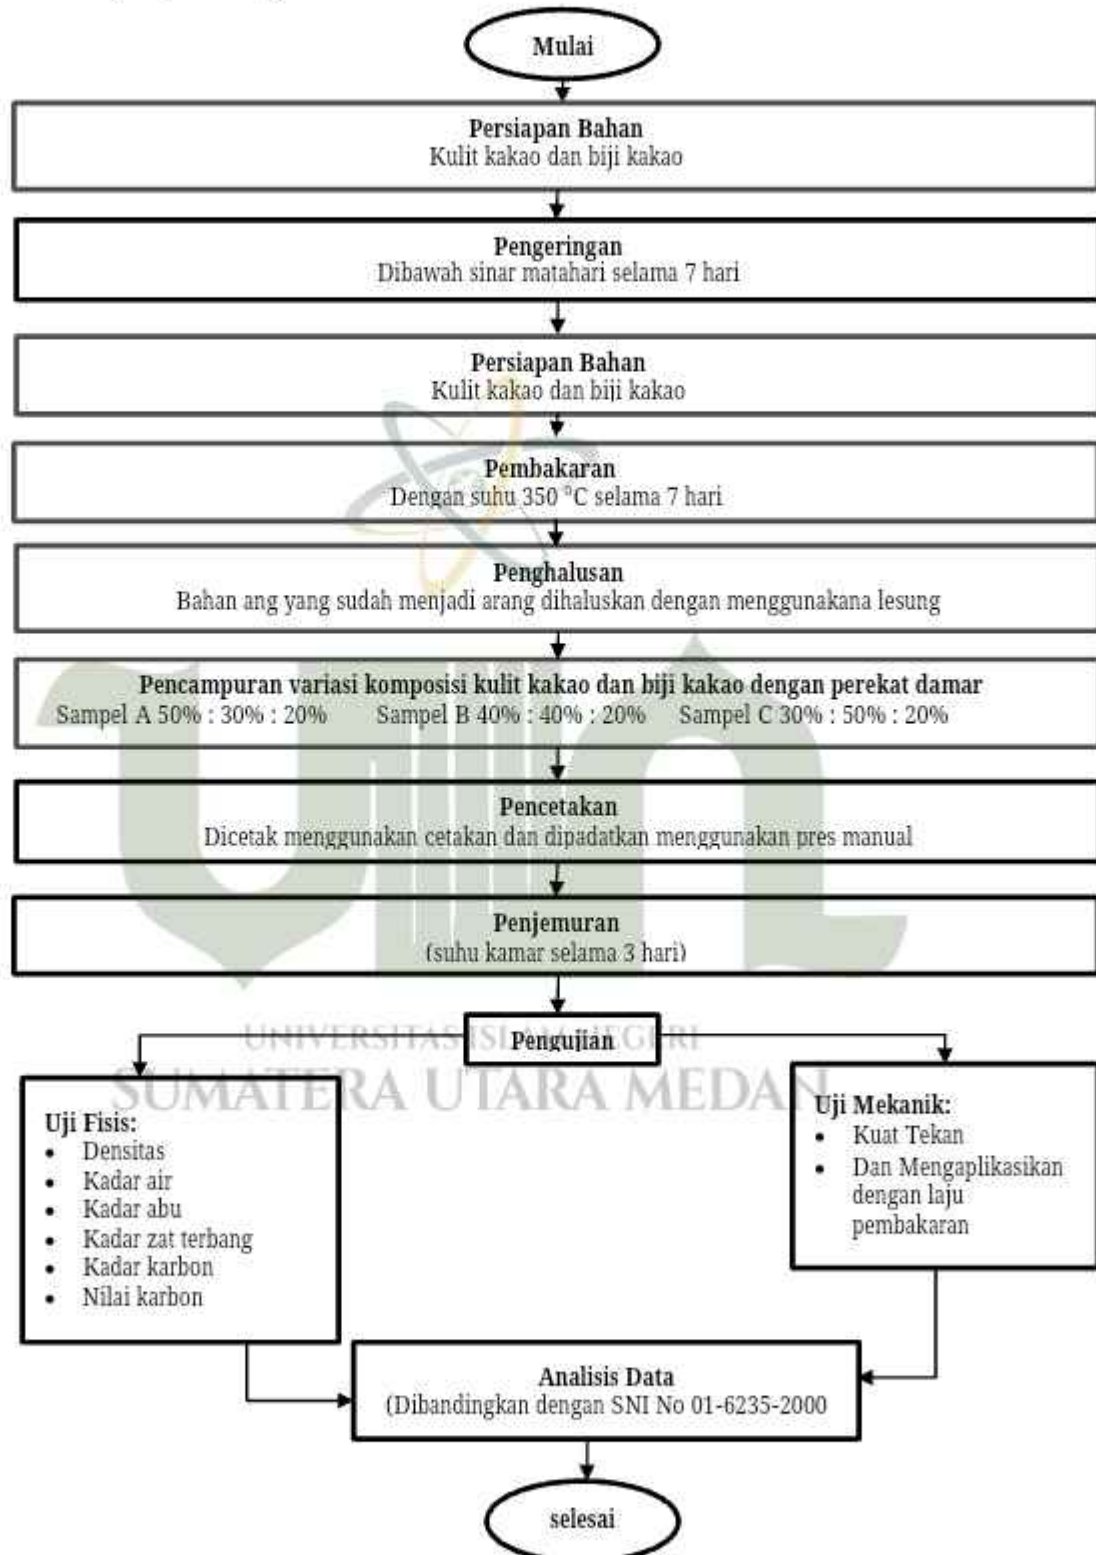 Mulai
Persiapan Bahan
Kulit kakao dan biji kakao
Pengeringan
Dibawah sinar matahari selama 7 hari
Persiapan Bahan
Kulit kakao dan biji kakao
Pembakaran
Dengan suhu 350 °C selama 7 hari
Penghalusan
Bahan ang yang sudah menjadi arang dihaluskan dengan menggunakana lesung
Pencampuran variasi komposisi kulit kakao dan biji kakao dengan perekat damar
Sampel A 50% : 30% : 20% Sampel B 40% : 40% : 20% Sampel C 30% : 50% : 20%
Pencetakan
Dicetak menggunakan cetakan dan dipadatkan menggunakan pres manual
Penjemuran
(suhu kamar selama 3 hari)
Pengujian
UNIVERSITAS ISLAM NEGERI
SUMATERA UTARA MEDAN
Uji Fisis:
• Densitas
• Kadar air
• Kadar abu
• Kadar zat terbang
• Kadar karbon
• Nilai karbon
Uji Mekanik:
• Kuat Tekan
• Dan Mengaplikasikan
dengan laju
pembakaran
Analisis Data
(Dibandingkan dengan SNI No 01-6235-2000
selesai